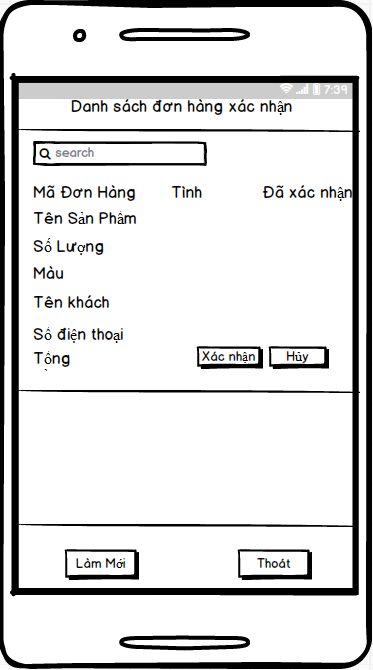 7:39
Danh sách đơn hàng xác nhận
search
Mã Đơn Hàng Tình Đã xác nhận
Tên Sản Phẩm
Số Lượng
Màu
Tên khách
Số điện thoại
Tổng Xác nhận Hủy
Làm Mới Thoát